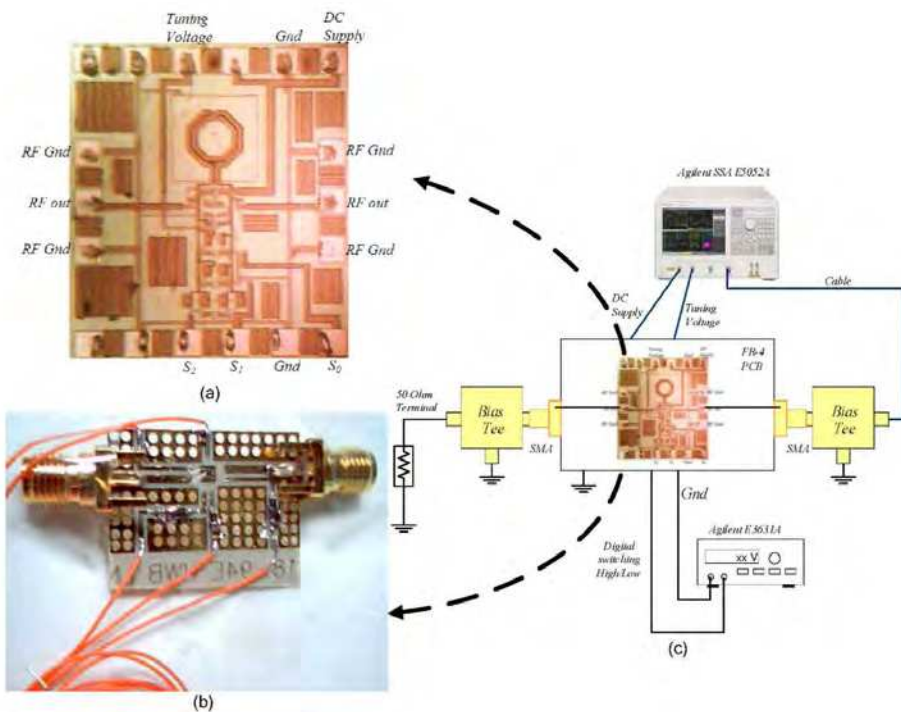 Tuning
Voltage
Gnd
DC
Supply
RF Gnd
RF Gnd
RF out
RF out
RF Gnd
RF Gnd
S2
S1
Gnd
S0
(a)
Agilent SSA E5052A
Cable
DC
Supply
Tuning
Voltage
FR-4
PCB
50 Ohm
Terminal
Bias
Tee
SMA
SMA
Bias
Tee
Gnd
Digital
switching
High/Low
Agilent E3631A
xx V
(c)
(b)